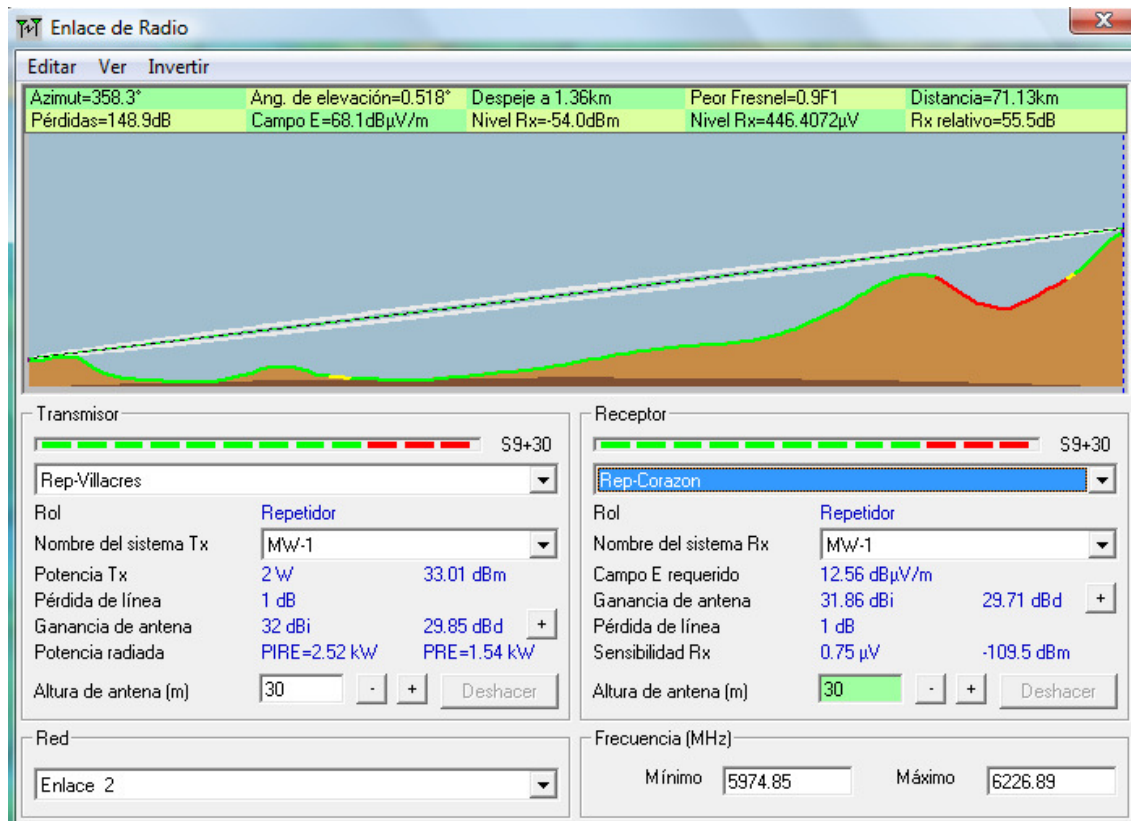 Enlace de Radio
Editar Ver Invertir
Azimut=358.3° Ang. de elevación=0.518° Despeje a 1.36km Peor Fresnel=0.9F1 Distancia=71.13km
Pérdidas=148.9dB Campo E=68.1dBµV/m Nivel Rx=-54.0dBm Nivel Rx=446.4072µV Rx relativo=55.5dB
Transmisor
S9+30
Rep-Villacres
Rol Repetidor
Nombre del sistema Tx MW-1
Potencia Tx 2 W 33.01 dBm
Pérdida de línea 1 dB
Ganancia de antena 32 dBi 29.85 dBd +
Potencia radiada PIRE=2.52 kW PRE=1.54 kW
Altura de antena (m) 30 - + Deshacer
Receptor
S9+30
Rep-Corazon
Rol Repetidor
Nombre del sistema Rx MW-1
Campo E requerido 12.56 dBµV/m
Ganancia de antena 31.86 dBi 29.71 dBd +
Pérdida de línea 1 dB
Sensibilidad Rx 0.75 µV -109.5 dBm
Altura de antena (m) 30 - + Deshacer
Red
Enlace 2
Frecuencia (MHz)
Mínimo 5974.85 Máximo 6226.89